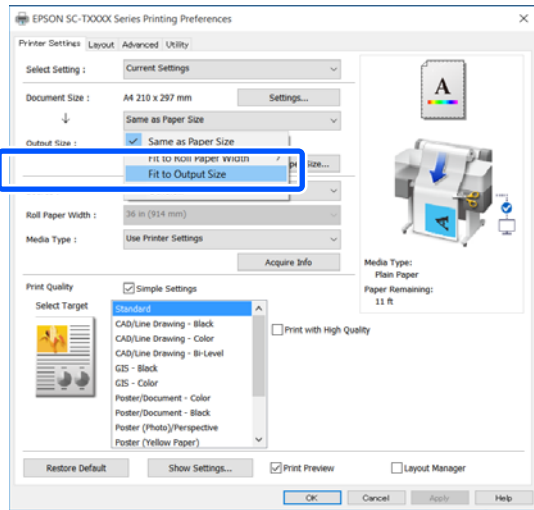 EPSON SC-TXXXX Series Printing Preferences
Printer Settings Layout Advanced Utility
Select Setting : Current Settings
Document Size : A4 210 x 297 mm Settings...
Same as Paper Size
Output Size : Same as Paper Size
Fit to Roll Paper Width
Size...
Fit to Output Size
Roll Paper Width : 36 in (914 mm)
Media Type : Use Printer Settings
Acquire Info
Print Quality Simple Settings
Select Target
Standard
CAD/Line Drawing - Black
CAD/Line Drawing - Color
CAD/Line Drawing - Bi-Level
GIS - Black
GIS - Color
Poster/Document - Color
Poster/Document - Black
Poster (Photo)/Perspective
Poster (Yellow Paper)
Print with High Quality
A
A
Media Type:
Plain Paper
Paper Remaining:
11 ft
Restore Default Show Settings... Print Preview Layout Manager
OK Cancel Apply Help